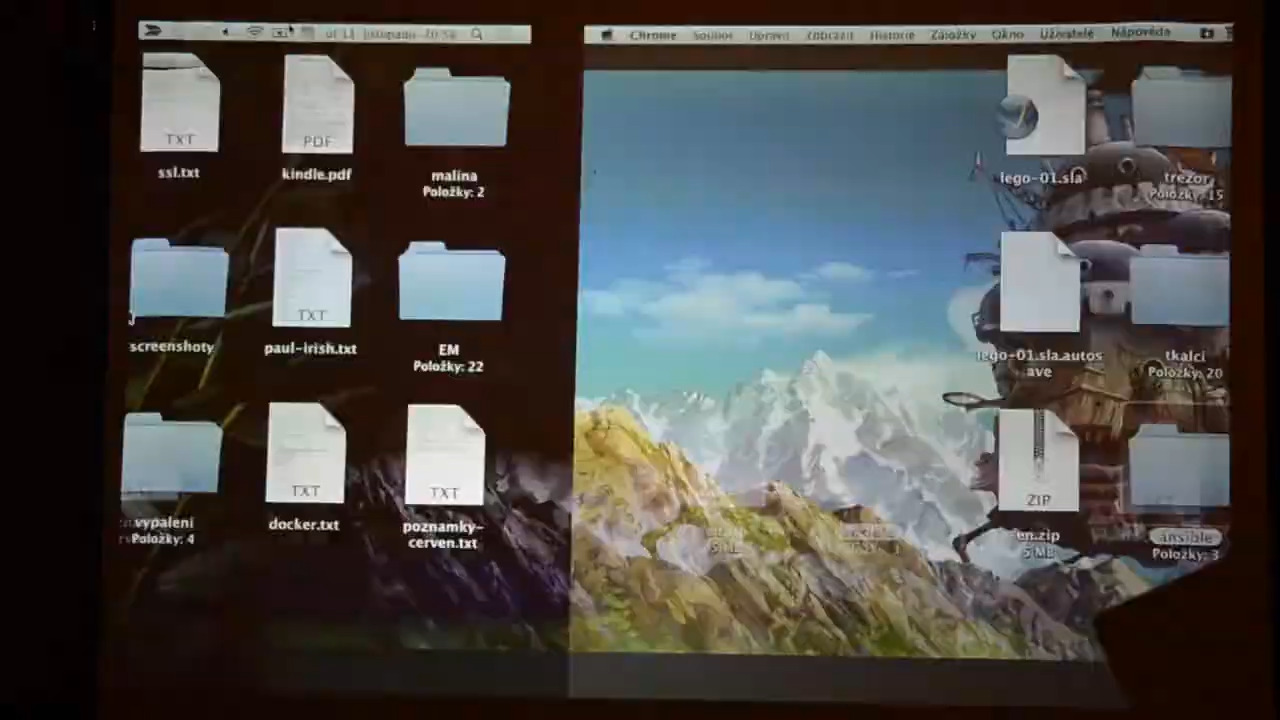 Chrome Soubor Úpravy Zobrazit Historie Záložky Okno Uživatelé Nápověda
TXT
ssl.txt
PDF
kindle.pdf
malina
Položky: 2
lego-01.sla
trezor
Položky: 15
screenshoty
TXT
paul-irish.txt
EM
Položky: 22
lego-01.sla.autos
ave
tkalci
Položky: 20
vypalení
Položky: 4
TXT
docker.txt
TXT
poznamky-
cerven.txt
ZIP
en.zip
5 MB
ansible
Položky: 3